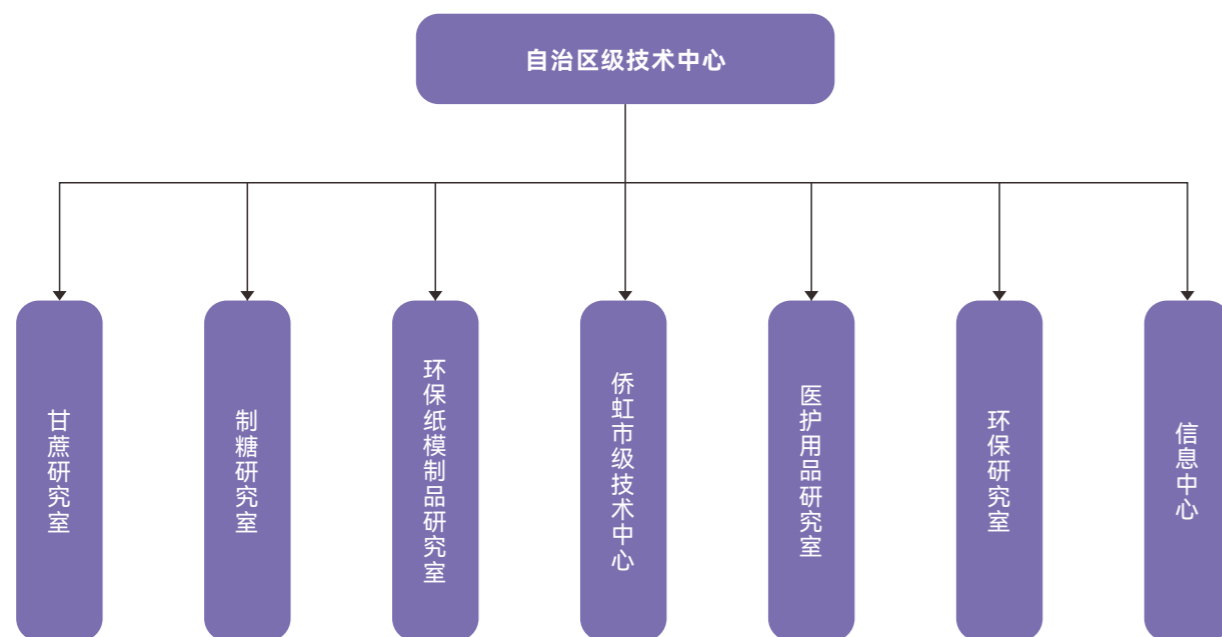 自治区级技术中心
甘蔗研究室
制糖研究室
环保纸模制品研究室
侨虹市级技术中心
医护用品研究室
环保研究室
信息中心